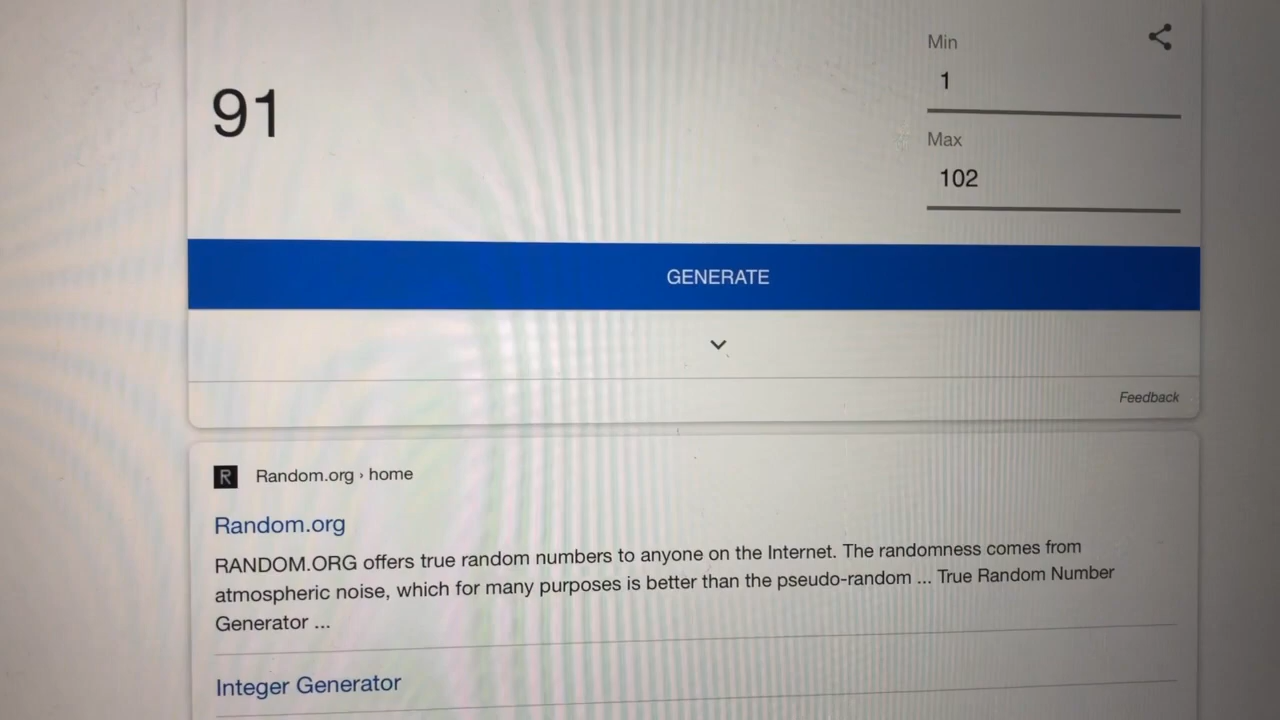 Min
1
91
Max
102
GENERATE
Feedback
R Random.org › home
Random.org
RANDOM.ORG offers true random numbers to anyone on the Internet. The randomness comes from
atmospheric noise, which for many purposes is better than the pseudo-random ... True Random Number
Generator ...
Integer Generator